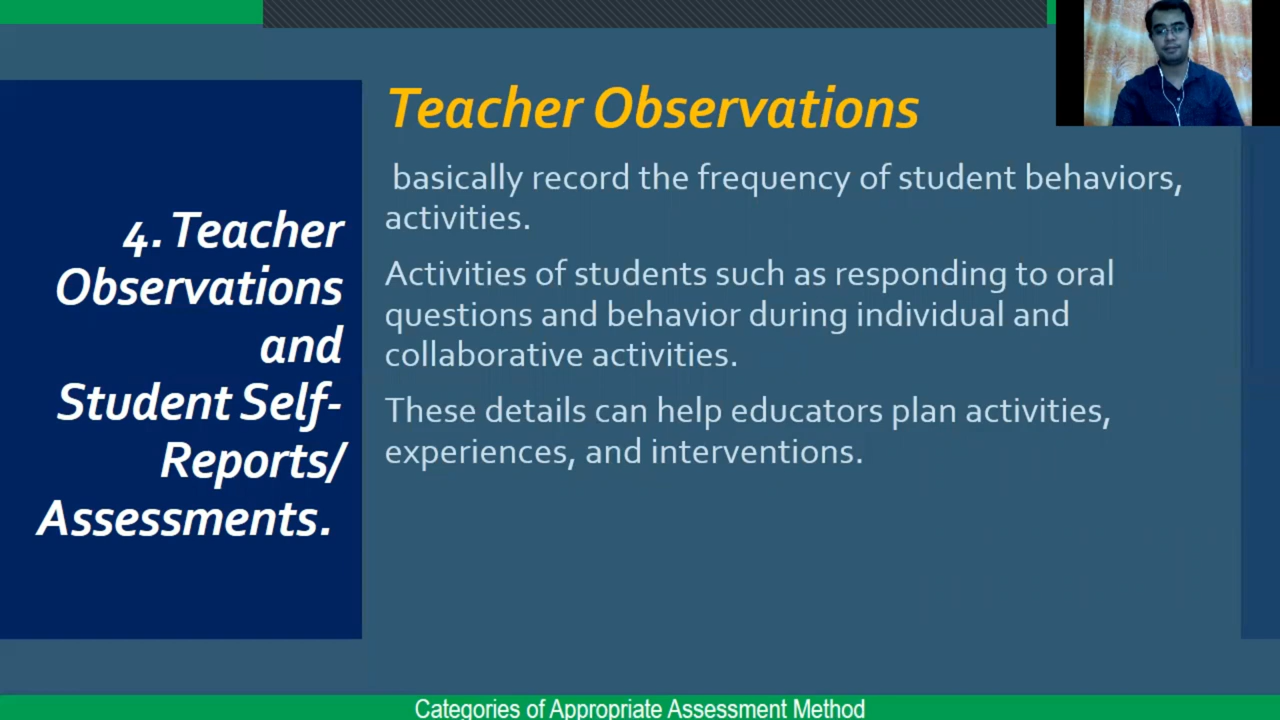 4. Teacher
Observations
and
Student Self-
Reports/
Assessments.
Teacher Observations
basically record the frequency of student behaviors,
activities.
Activities of students such as responding to oral
questions and behavior during individual and
collaborative activities.
These details can help educators plan activities,
experiences, and interventions.
Categories of Appropriate Assessment Method